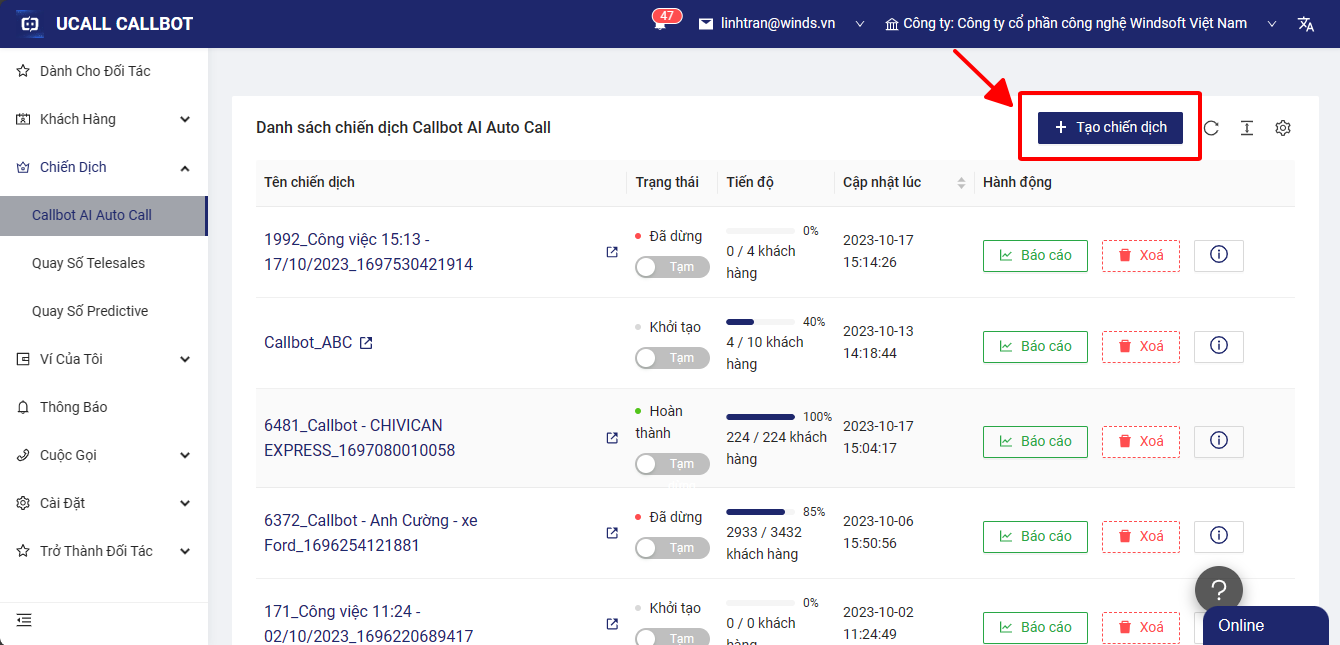 UCALL CALLBOT
47
linhtran@winds.vn
Công ty: Công ty cổ phần công nghệ Windsoft Việt Nam
Dành Cho Đối Tác
Khách Hàng
Chiến Dịch
Callbot AI Auto Call
Quay Số Telesales
Quay Số Predictive
Ví Của Tôi
Thông Báo
Cuộc Gọi
Cài Đặt
Trở Thành Đối Tác
Danh sách chiến dịch Callbot AI Auto Call
+ Tạo chiến dịch
Tên chiến dịch
Trạng thái
Tiến độ
Cập nhật lúc
Hành động
1992_Công việc 15:13 -
17/10/2023_1697530421914
Đã dừng
Tạm
0%
0 / 4 khách
hàng
2023-10-17
15:14:26
Báo cáo
Xoá
Callbot_ABC
Khởi tạo
Tạm
40%
4 / 10 khách
hàng
2023-10-13
14:18:44
Báo cáo
Xoá
6481_Callbot - CHIVICAN
EXPRESS_1697080010058
Hoàn
thành
Tạm
100%
224 / 224 khách
hàng
2023-10-17
15:04:17
Báo cáo
Xoá
6372_Callbot - Anh Cường - xe
Ford_1696254121881
Đã dừng
Tạm
85%
2933 / 3432
khách hàng
2023-10-06
15:50:56
Báo cáo
Xoá
171_Công việc 11:24 -
02/10/2023_1696220689417
Khởi tạo
Tạm
0%
0 / 0 khách
hàng
2023-10-02
11:24:49
Báo cáo
Xoá
?
Online